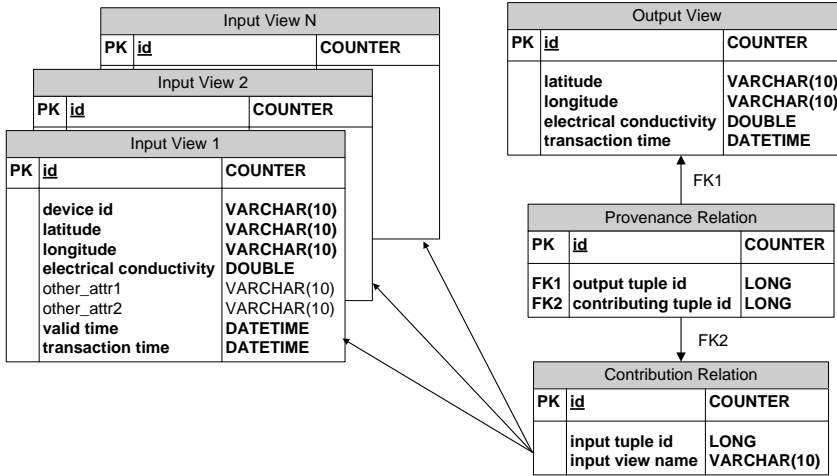 Input View N
PK id COUNTER
Input View 2
PK id COUNTER
Input View 1
PK id COUNTER
device id VARCHAR(10)
latitude VARCHAR(10)
longitude VARCHAR(10)
electrical conductivity DOUBLE
other_attr1 VARCHAR(10)
other_attr2 VARCHAR(10)
valid time DATETIME
transaction time DATETIME
Output View
PK id COUNTER
latitude VARCHAR(10)
longitude VARCHAR(10)
electrical conductivity DOUBLE
transaction time DATETIME
FK1
Provenance Relation
PK id COUNTER
FK1 output tuple id LONG
FK2 contributing tuple id LONG
FK2
Contribution Relation
PK id COUNTER
input tuple id LONG
input view name VARCHAR(10)